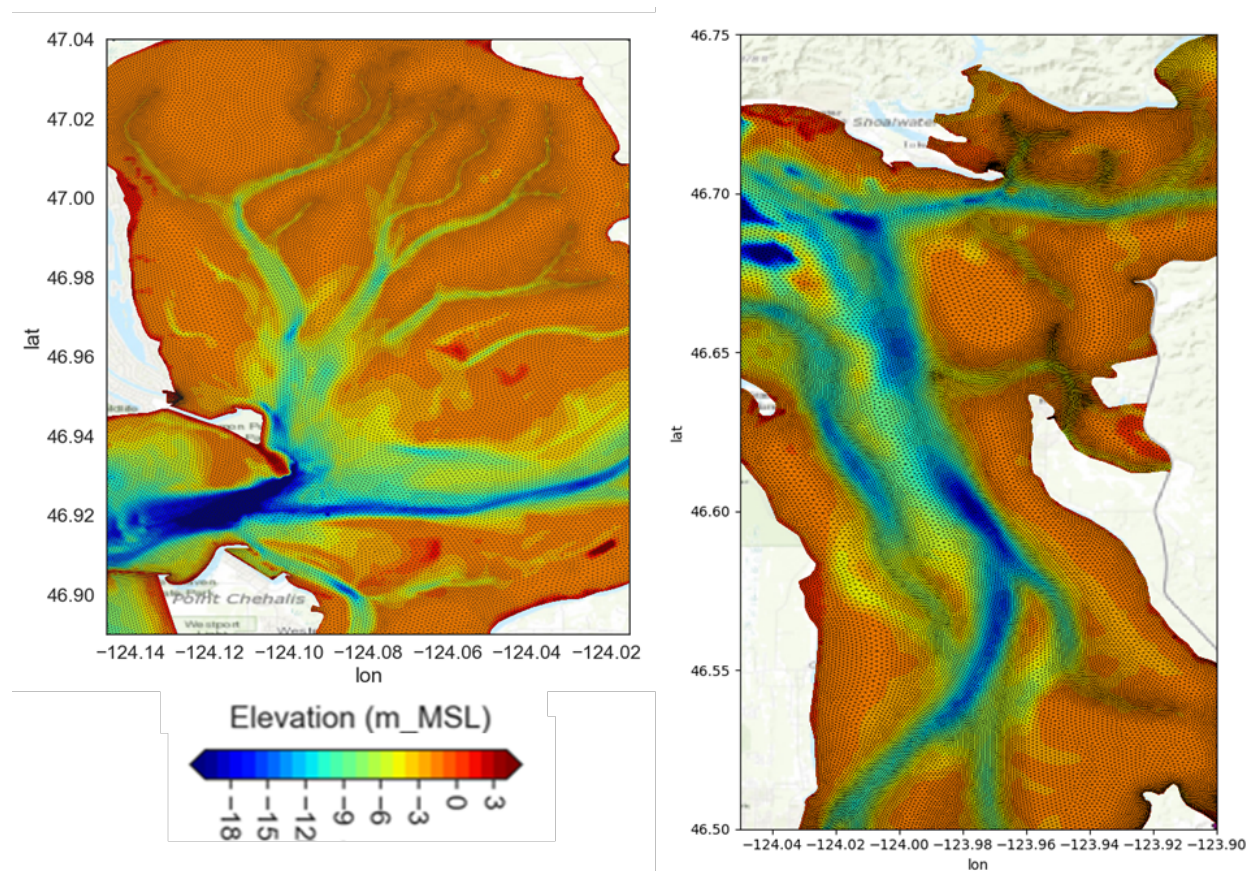 47.04
47.02
47.00
46.98
46.96
46.94
46.92
46.90
lat
Point Chehalis
Westport
−124.14 −124.12 −124.10 −124.08 −124.06 −124.04 −124.02
lon
Elevation (m_MSL)
−18 −15 −12 −9 −6 −3 0 3
46.75
46.70
46.65
46.60
46.55
46.50
lat
Shoalwater
−124.04 −124.02 −124.00 −123.98 −123.96 −123.94 −123.92 −123.90
lon